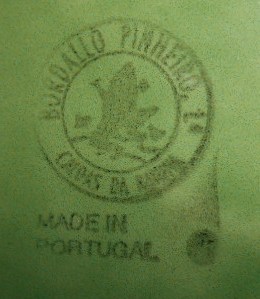 BORDALLO PINHEIRO, Lª
CALDAS DA RAINHA
MADE IN
PORTUGAL